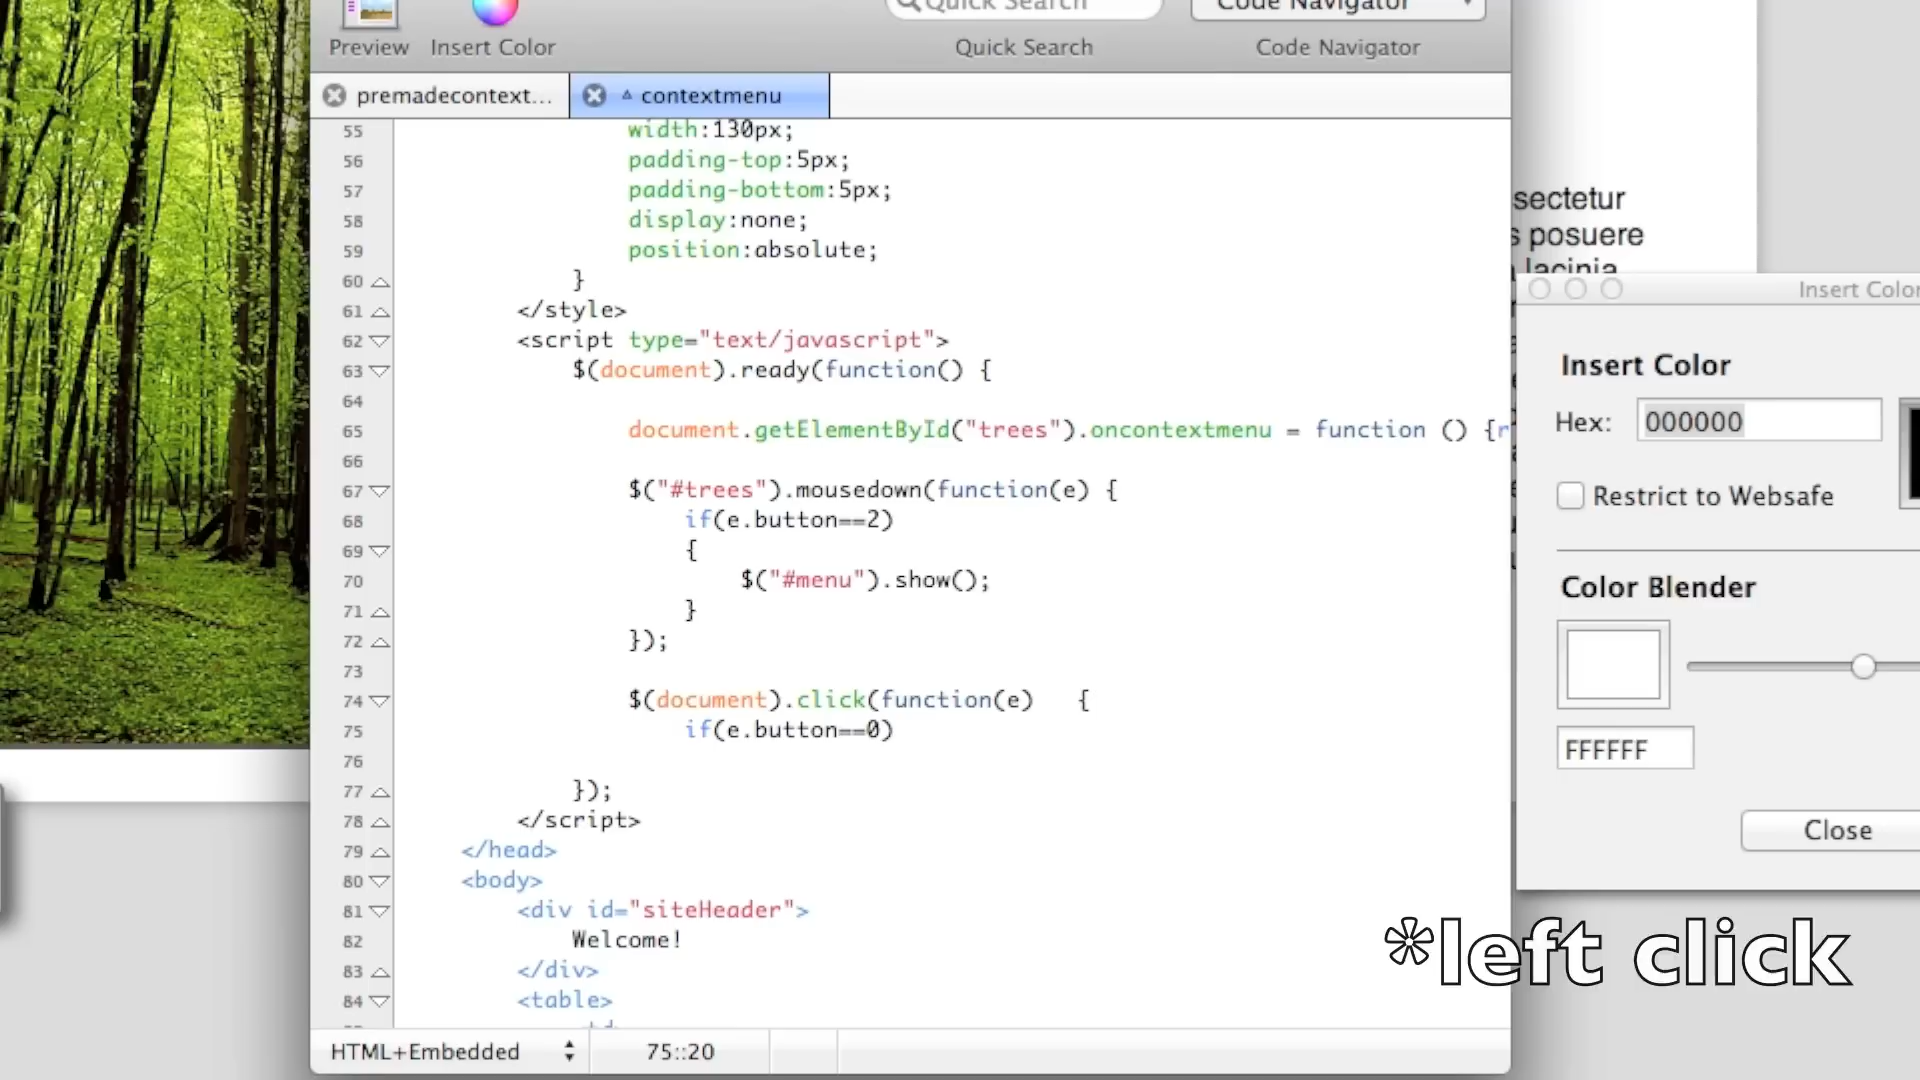 Quick Search
Code Navigator
Preview
Insert Color
Quick Search
Code Navigator
premadecontext...
contextmenu
55 width:130px;
56 padding-top:5px;
57 padding-bottom:5px;
58 display:none;
59 position:absolute;
60 }
61 </style>
62 <script type="text/javascript">
63 $(document).ready(function() {
64
65 document.getElementById("trees").oncontextmenu = function () {r
66
67 $("#trees").mousedown(function(e) {
68 if(e.button==2)
69 {
70 $("#menu").show();
71 }
72 });
73
74 $(document).click(function(e) {
75 if(e.button==0)
76
77 });
78 </script>
79 </head>
80 <body>
81 <div id="siteHeader">
82 Welcome!
83 </div>
84 <table>
HTML+Embedded
75::20
sectetur
s posuere
lacinia
Insert Color
Insert Color
Hex: 000000
Restrict to Websafe
Color Blender
FFFFFF
Close
*left click